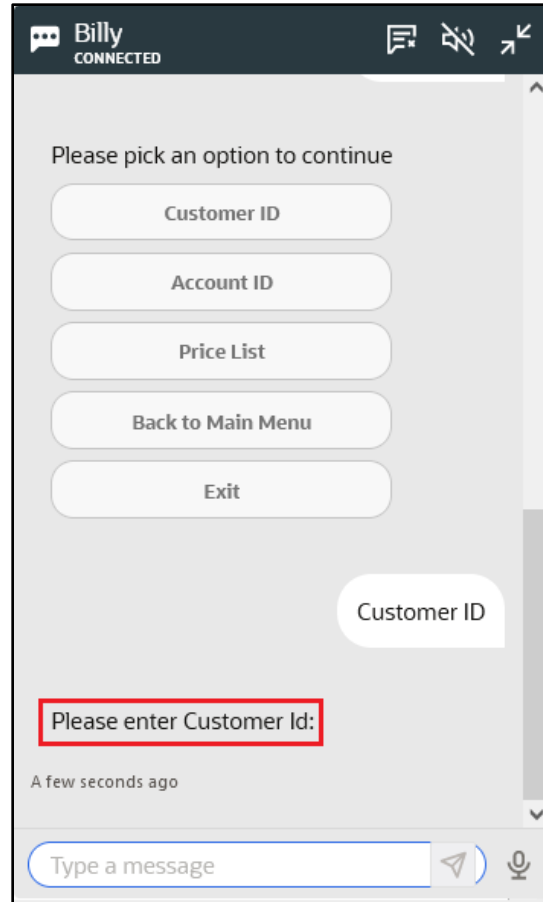 Billy
CONNECTED
Please pick an option to continue
Customer ID
Account ID
Price List
Back to Main Menu
Exit
Customer ID
Please enter Customer Id:
A few seconds ago
Type a message